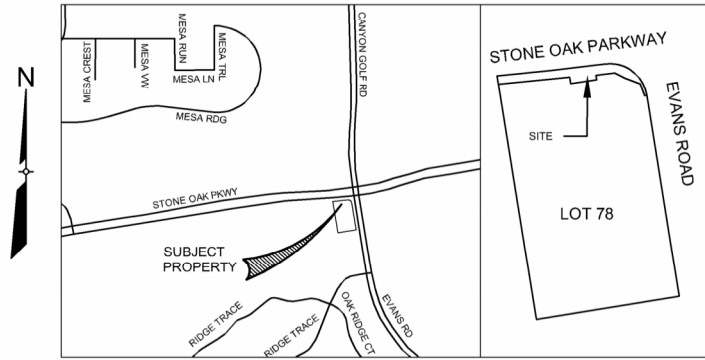 N
MESA CREST
MESA VW
MESA RUN
MESA TRL
MESA LN
MESA RDG
CANYON GOLF RD
STONE OAK PKWY
SUBJECT
PROPERTY
RIDGE TRACE
RIDGE TRACE
OAK RIDGE CT
EVANS RD
STONE OAK PARKWAY
EVANS ROAD
SITE
LOT 78